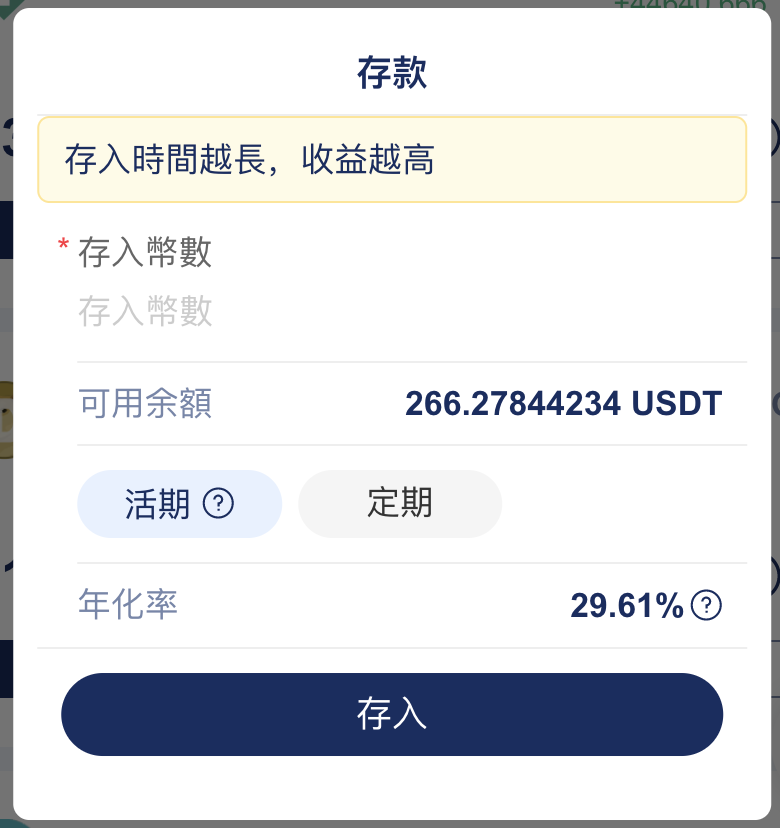 存款
存入時間越長，收益越高
* 存入幣數
存入幣數
可用余額 266.27844234 USDT
活期 ? 定期
年化率 29.61% ?
存入